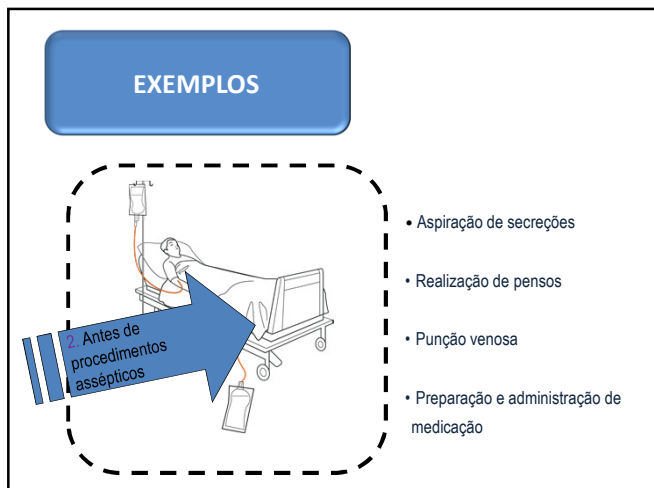 EXEMPLOS
2. Antes de
procedimentos
assépticos
• Aspiração de secreções
• Realização de pensos
• Punção venosa
• Preparação e administração de
medicação